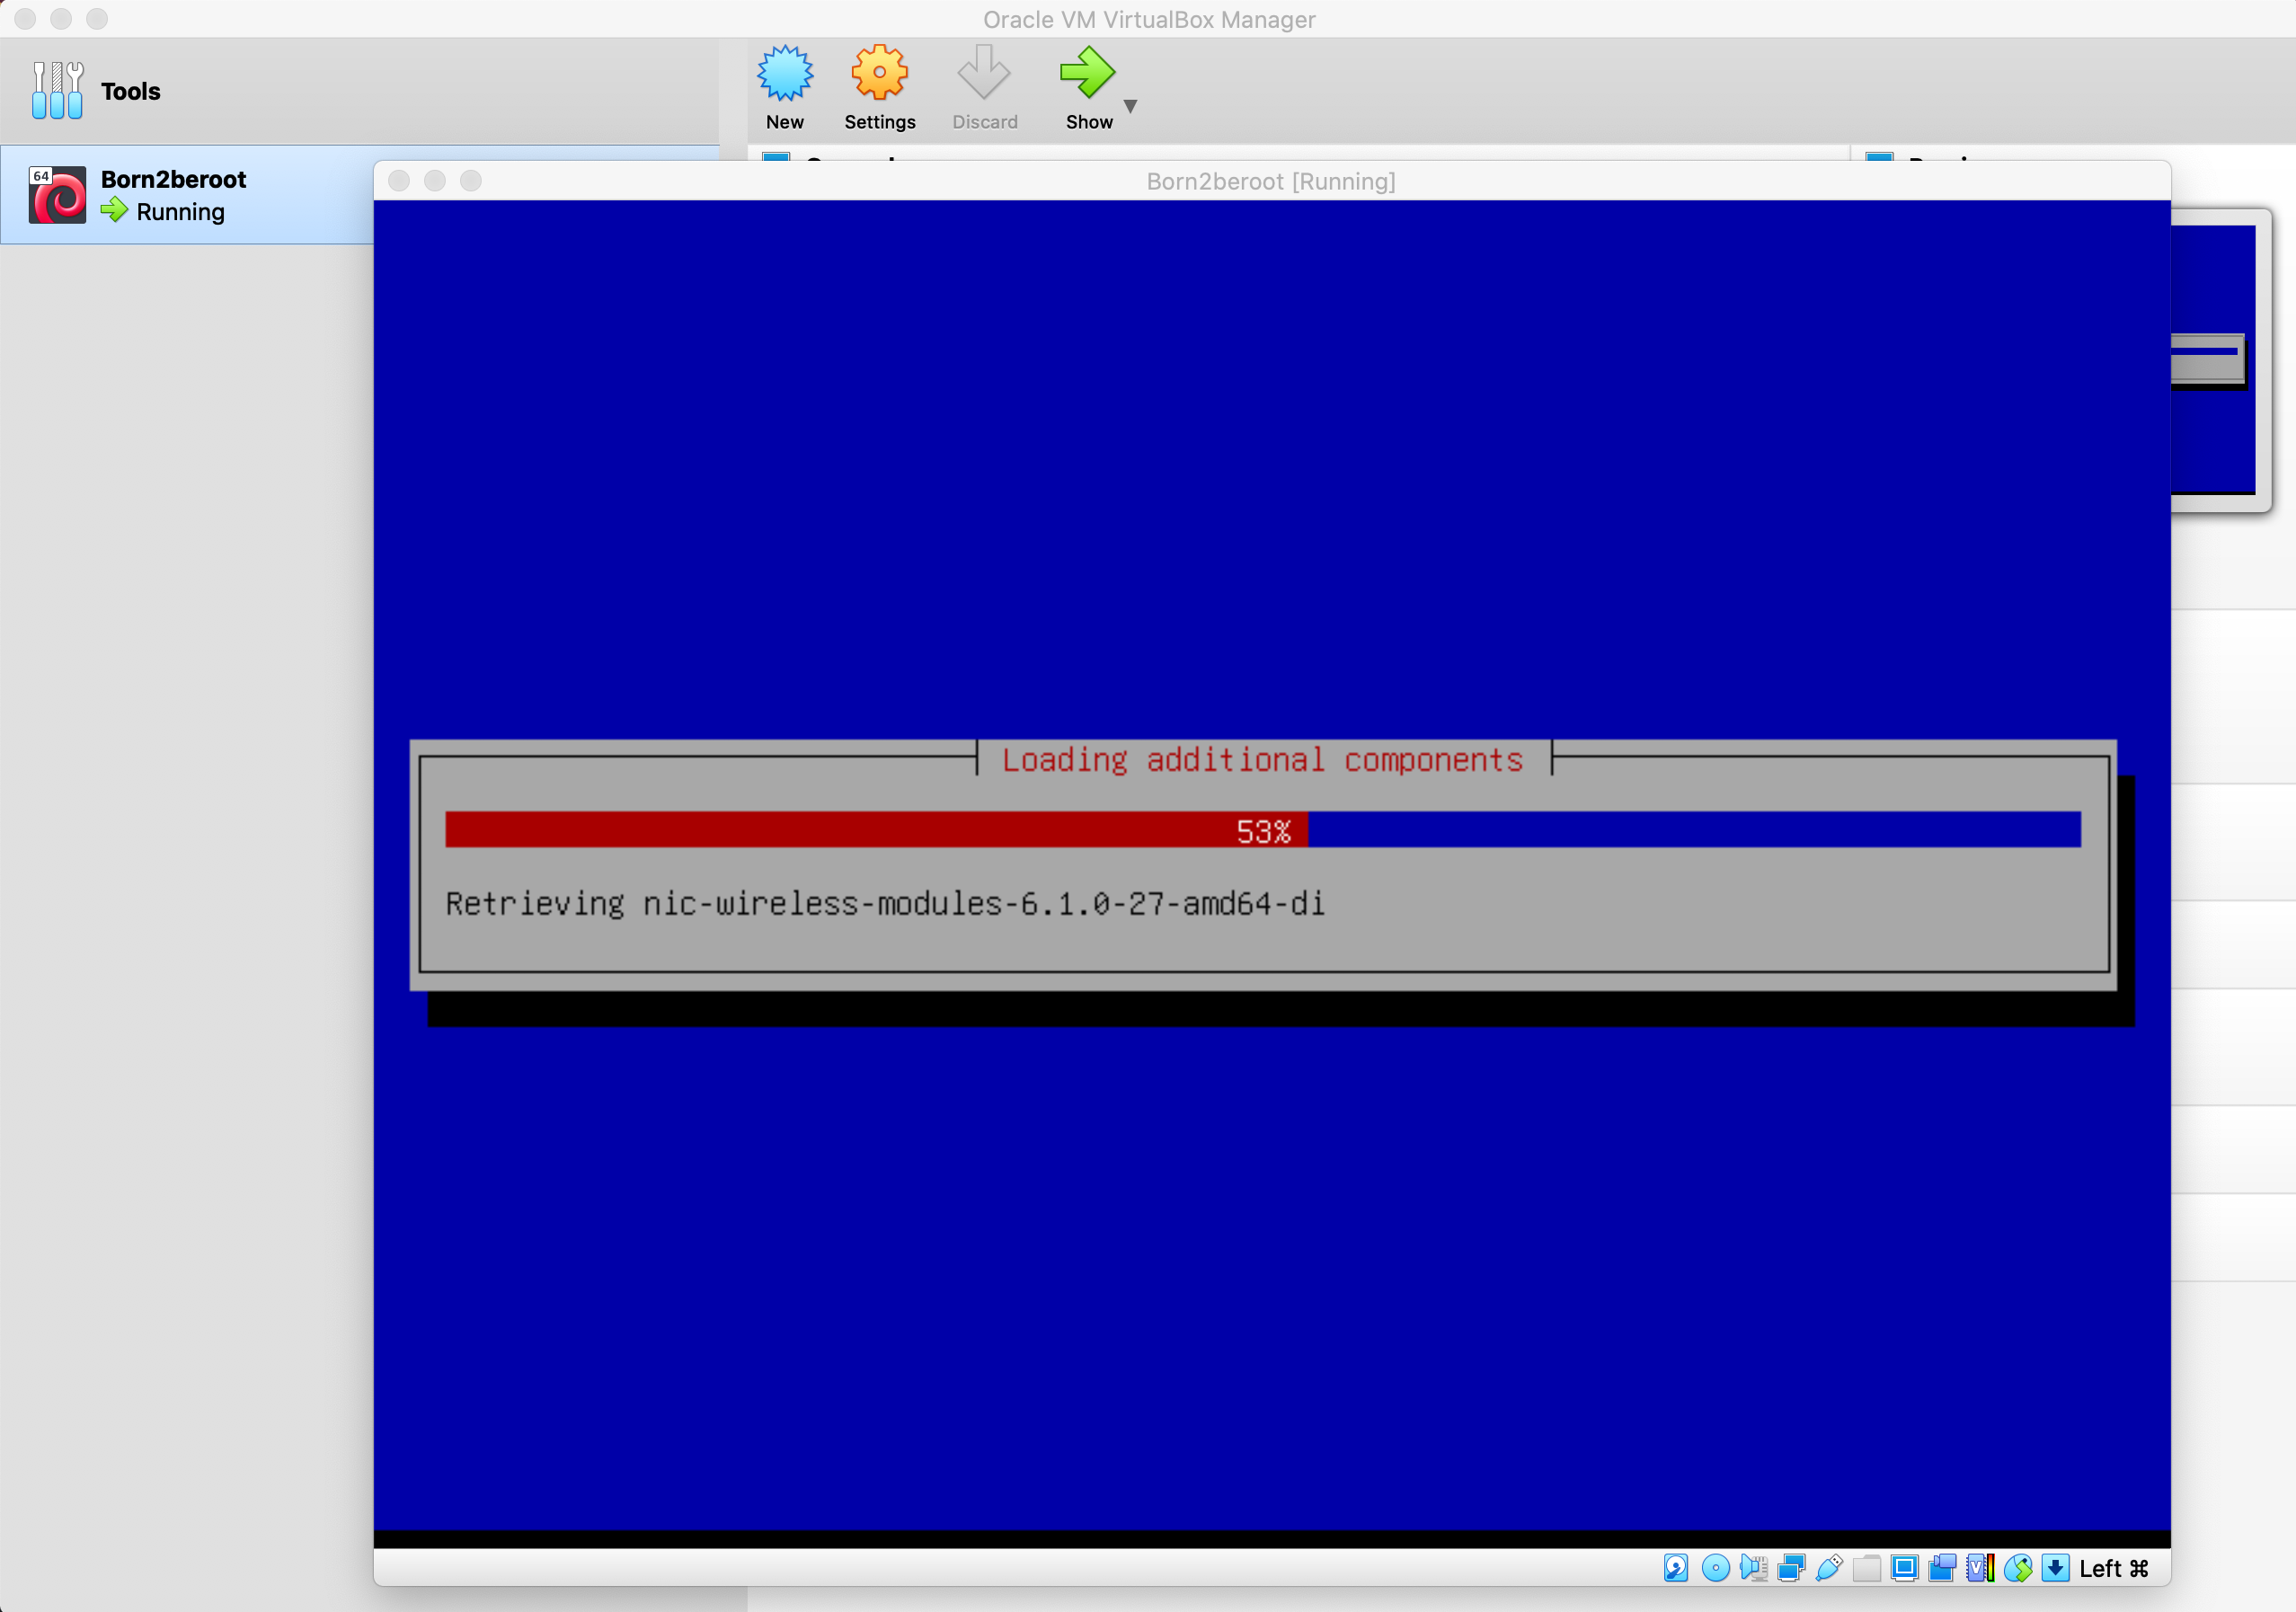 Oracle VM VirtualBox Manager
Tools
New
Settings
Discard
Show
64
Born2beroot
Running
Born2beroot [Running]
Loading additional components
53%
Retrieving nic-wireless-modules-6.1.0-27-amd64-di
Left ⌘